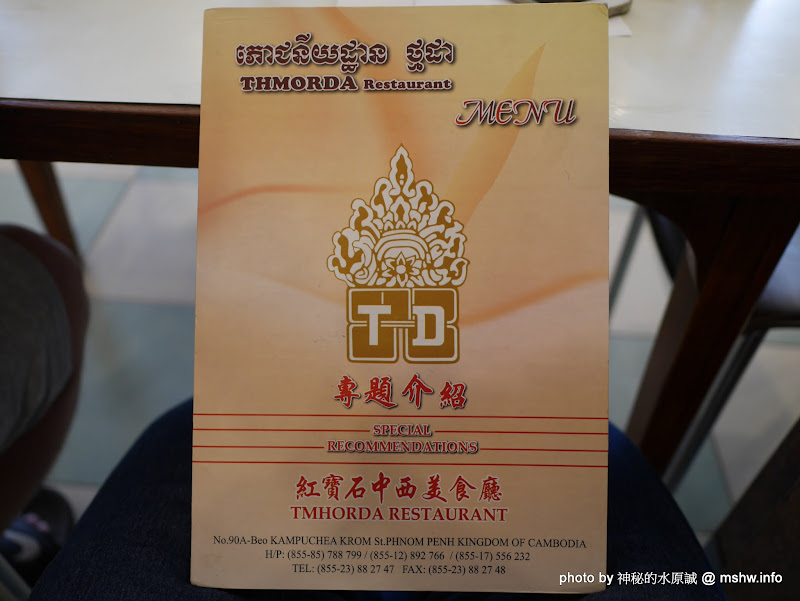 ភោជនីយដ្ឋាន ថ្មដា
THMORDA Restaurant
MENU
TD
專題介紹
SPECIAL
RECOMMENDATIONS
紅寶石中西美食廳
TMHORDA RESTAURANT
No.90A-Beo KAMPUCHEA KROM St.PHNOM PENH KINGDOM OF CAMBODIA
H/P: (855-85) 788 799 / (855-12) 892 766 / (855-17) 556 232
TEL: (855-23) 88 27 47 FAX: (855-23) 88 27 48
photo by 神秘的水原誠 @ mshw.info